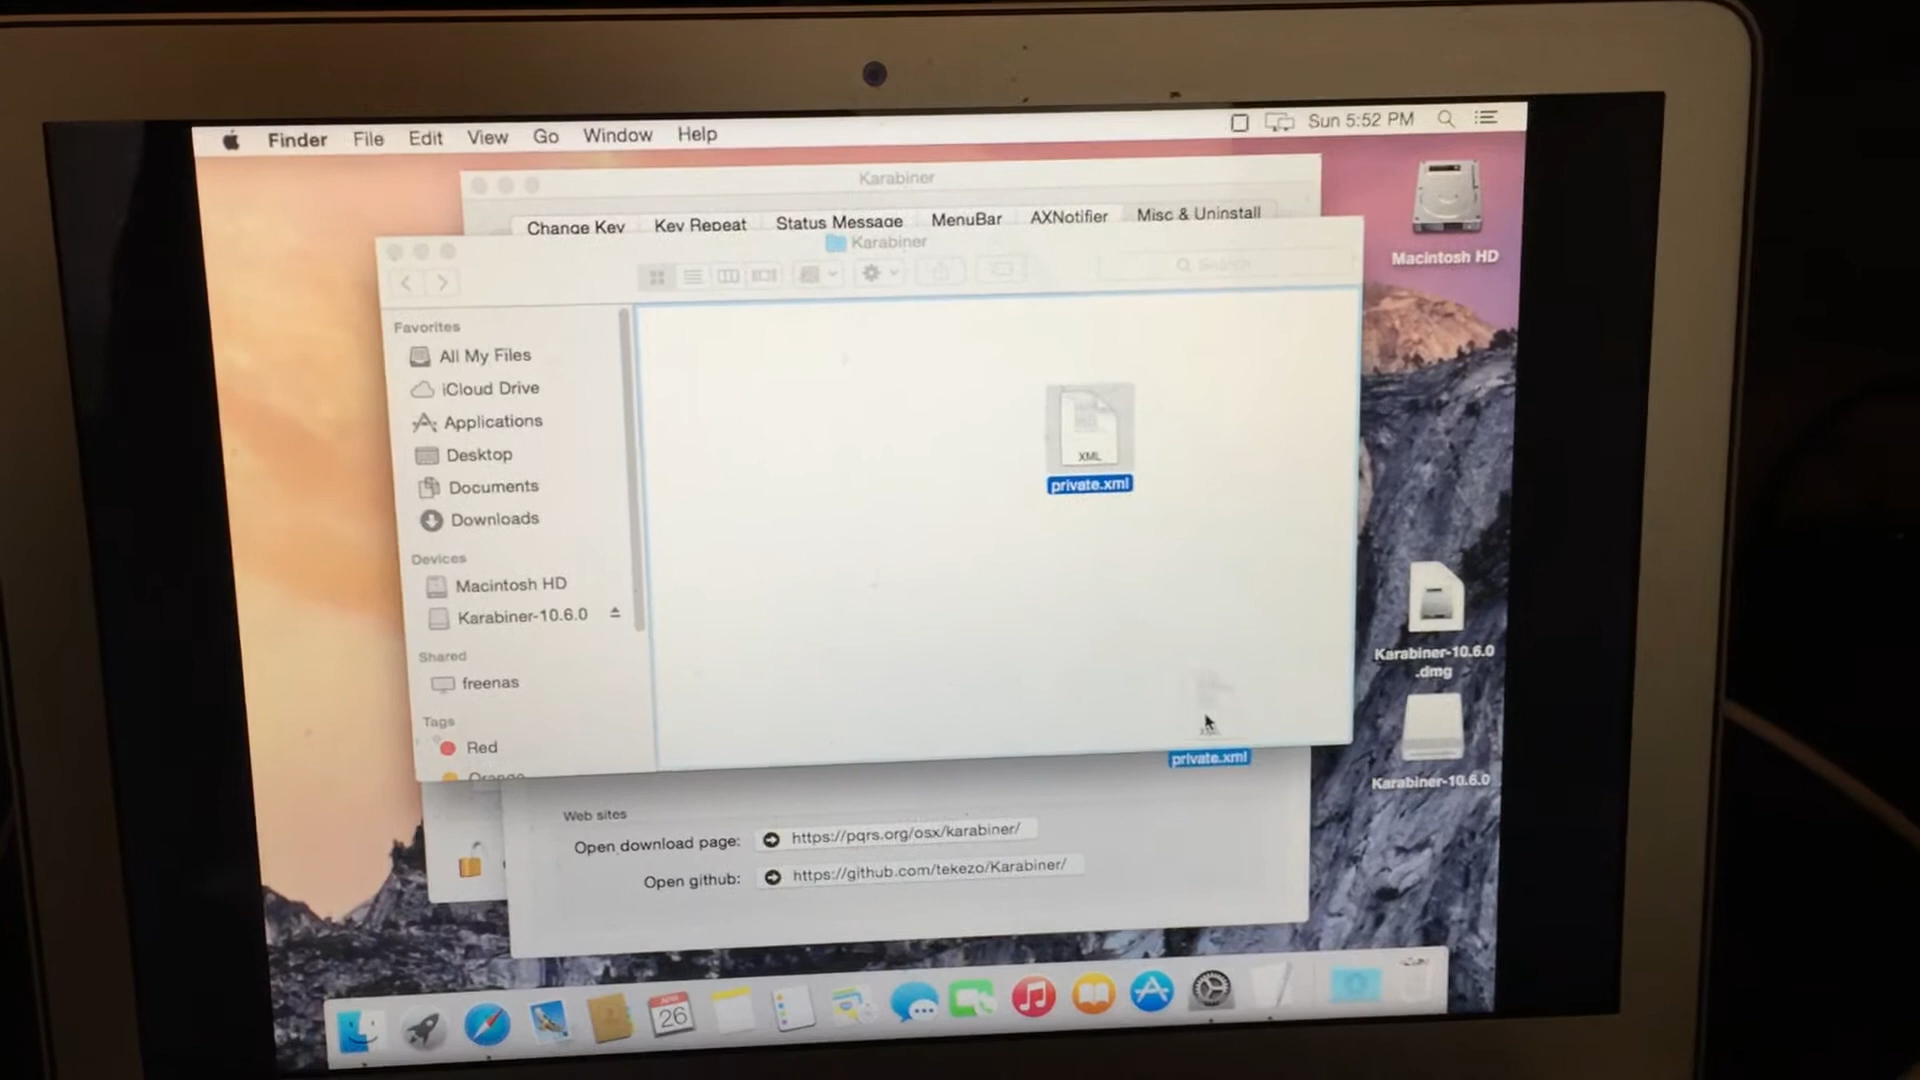 Finder File Edit View Go Window Help Sun 5:52 PM
Karabiner
Change Key Key Repeat Status Message MenuBar AXNotifier Misc & Uninstall
Karabiner
Search
Favorites
All My Files
iCloud Drive
Applications
Desktop
Documents
Downloads
Devices
Macintosh HD
Karabiner-10.6.0
Shared
freenas
Tags
Red
Orange
XML
private.xml
XML
private.xml
Macintosh HD
Karabiner-10.6.0
.dmg
Karabiner-10.6.0
Web sites
Open download page: https://pqrs.org/osx/karabiner/
Open github: https://github.com/tekezo/Karabiner/
26